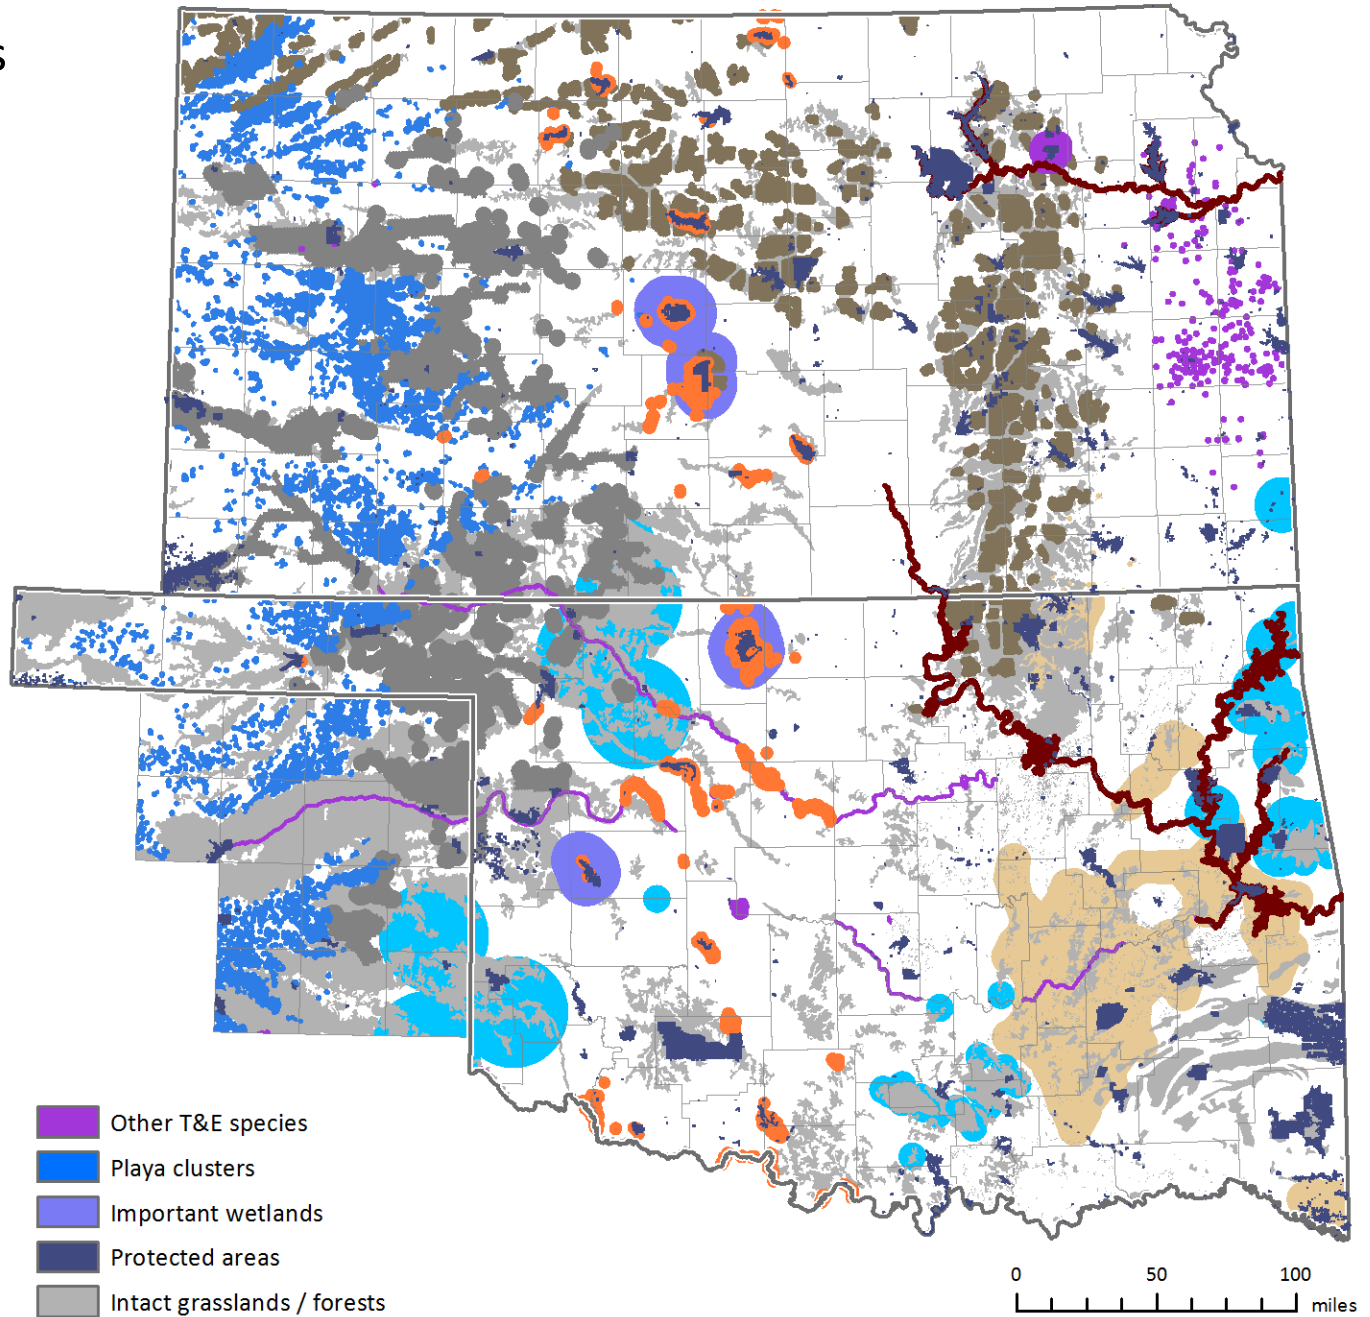 s
Other T&E species
Playa clusters
Important wetlands
Protected areas
Intact grasslands / forests
0 50 100
miles